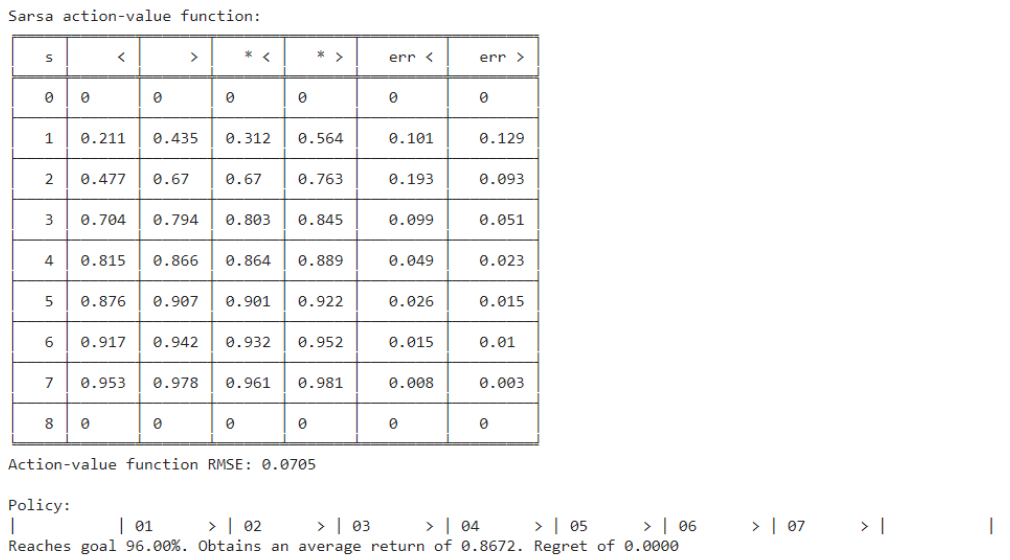 Sarsa action-value function:
s < > * < * > err < err >
0 0 0 0 0 0 0
1 0.211 0.435 0.312 0.564 0.101 0.129
2 0.477 0.67 0.67 0.763 0.193 0.093
3 0.704 0.794 0.803 0.845 0.099 0.051
4 0.815 0.866 0.864 0.889 0.049 0.023
5 0.876 0.907 0.901 0.922 0.026 0.015
6 0.917 0.942 0.932 0.952 0.015 0.01
7 0.953 0.978 0.961 0.981 0.008 0.003
8 0 0 0 0 0 0
Action-value function RMSE: 0.0705
Policy:
| | 01 > | 02 > | 03 > | 04 > | 05 > | 06 > | 07 > | |
Reaches goal 96.00%. Obtains an average return of 0.8672. Regret of 0.0000